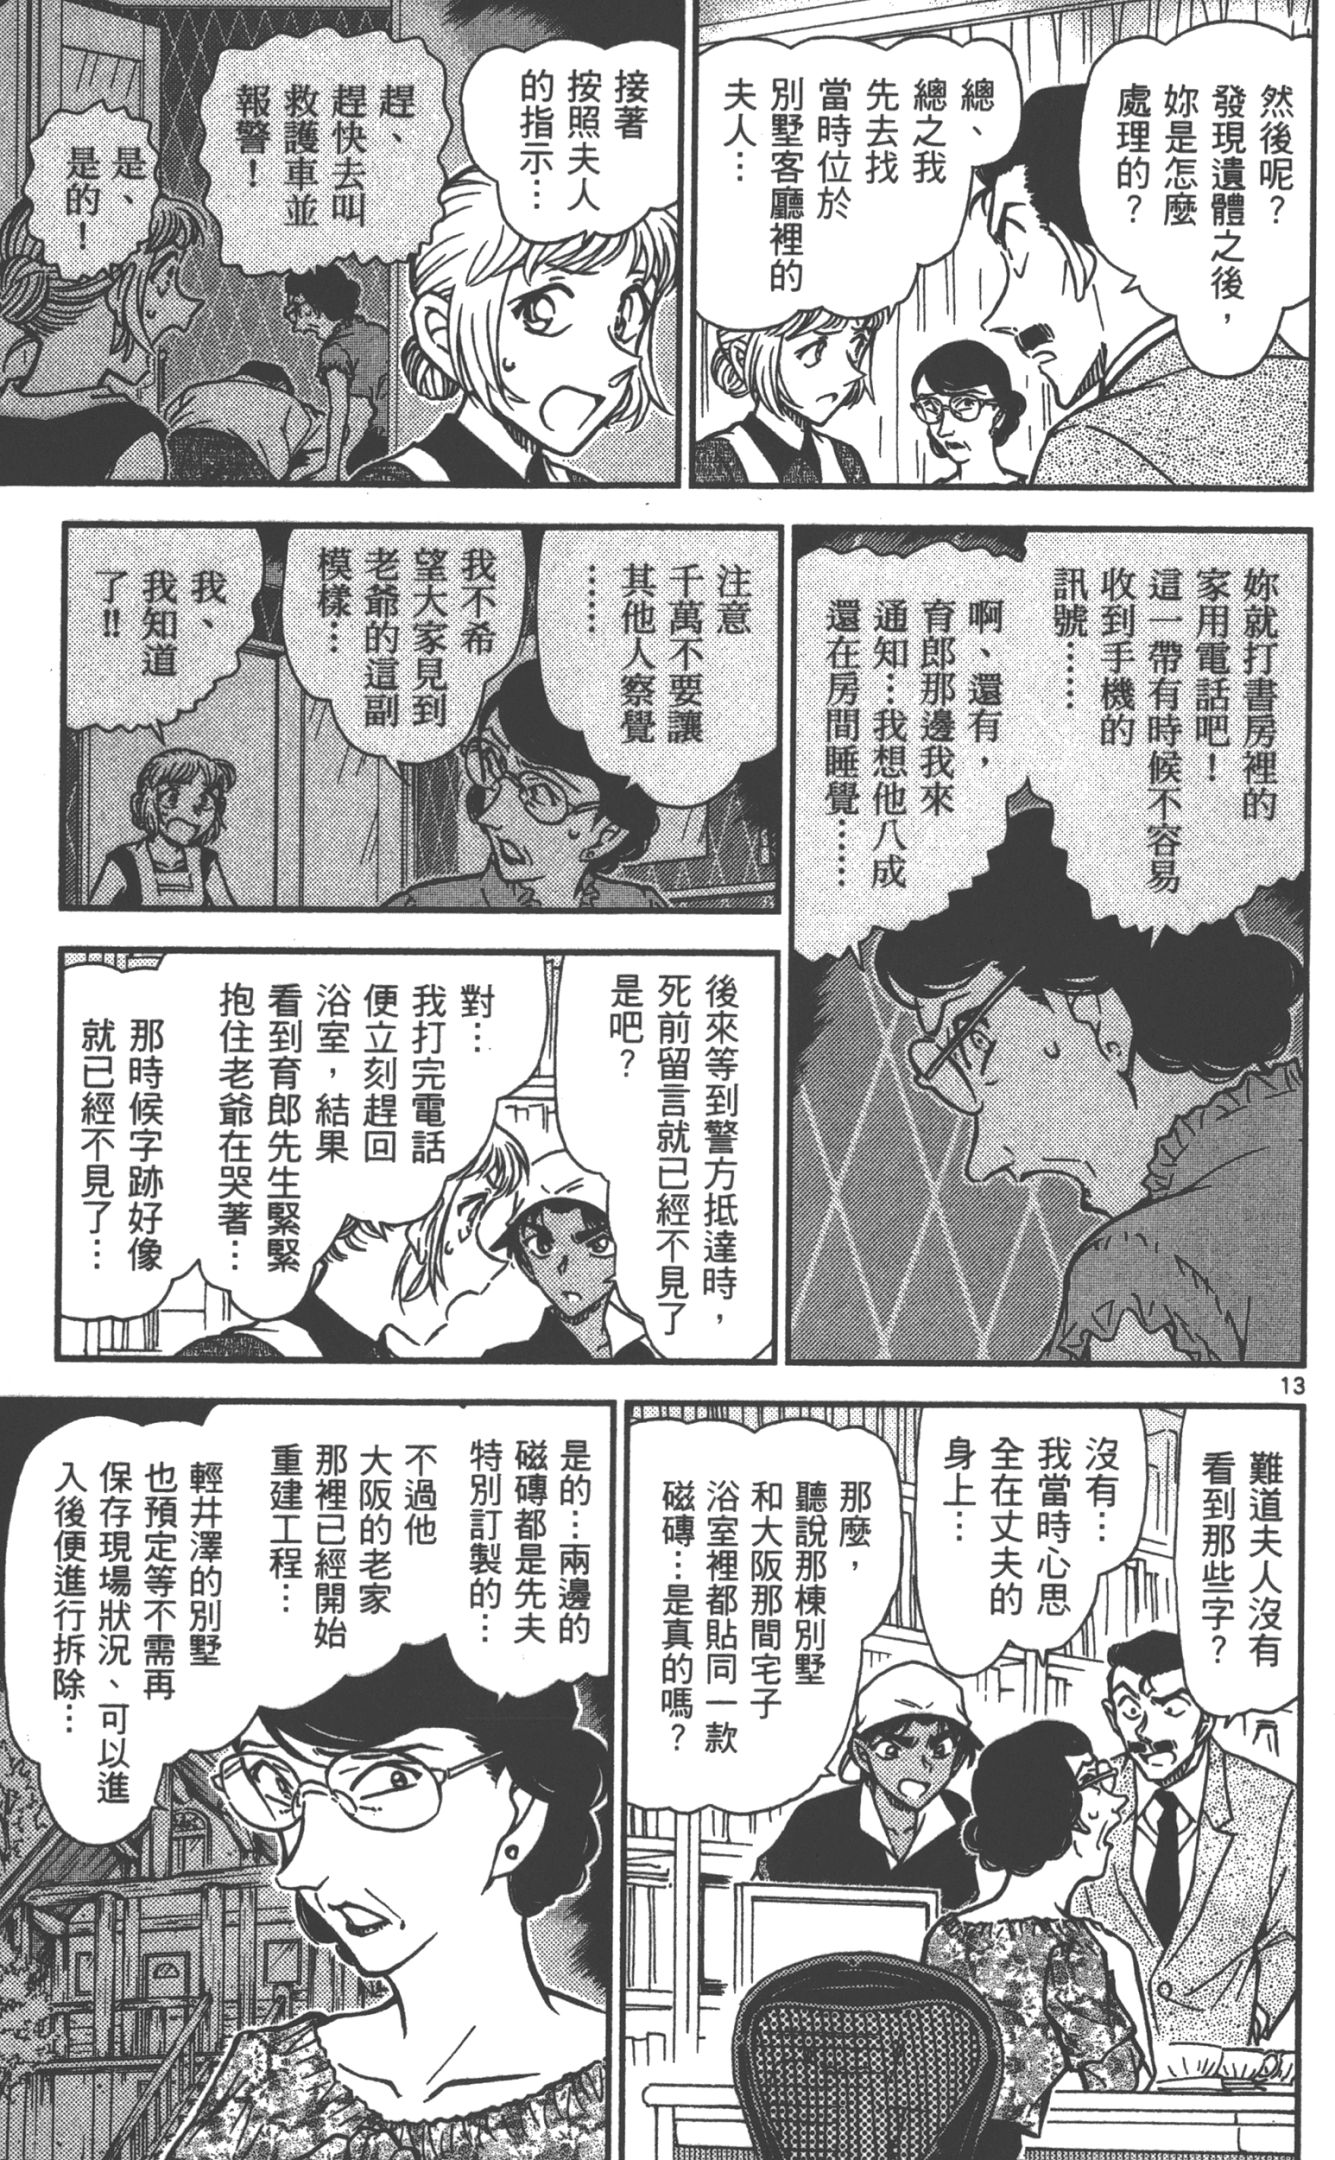 然後呢？
發現遺體之後，
妳是怎麼
處理的？
總、
總之我
先去找
當時位於
別墅客廳裡的
夫人…
接著
按照夫人
的指示…
趕、
趕快去叫
救護車並
報警！
是、
是的！
妳就打書房裡的
家用電話吧！
這一帶有時候不容易
收到手機的
訊號……
啊、還有，
育郎那邊我來
通知…我想他八成
還在房間睡覺……
注意
千萬不要讓
其他人察覺
……
我不希
望大家見到
老爺的這副
模樣…
我、
我知道
了!!
後來等到警方抵達時，
死前留言就已經不見了
是吧？
對…
我打完電話
便立刻趕回
浴室，結果
看到育郎先生緊緊
抱住老爺在哭著…
那時候字跡好像
就已經不見了…
13
難道夫人沒有
看到那些字？
沒有…
我當時心思
全在丈夫的
身上…
那麼，
聽說那棟別墅
和大阪那間宅子
浴室裡都貼同一款
磁磚…是真的嗎？
是的…兩邊的
磁磚都是先夫
特別訂製的…
不過他
大阪的老家
那裡已經開始
重建工程…
輕井澤的別墅
也預定等不需再
保存現場狀況、可以進
入後便進行拆除…